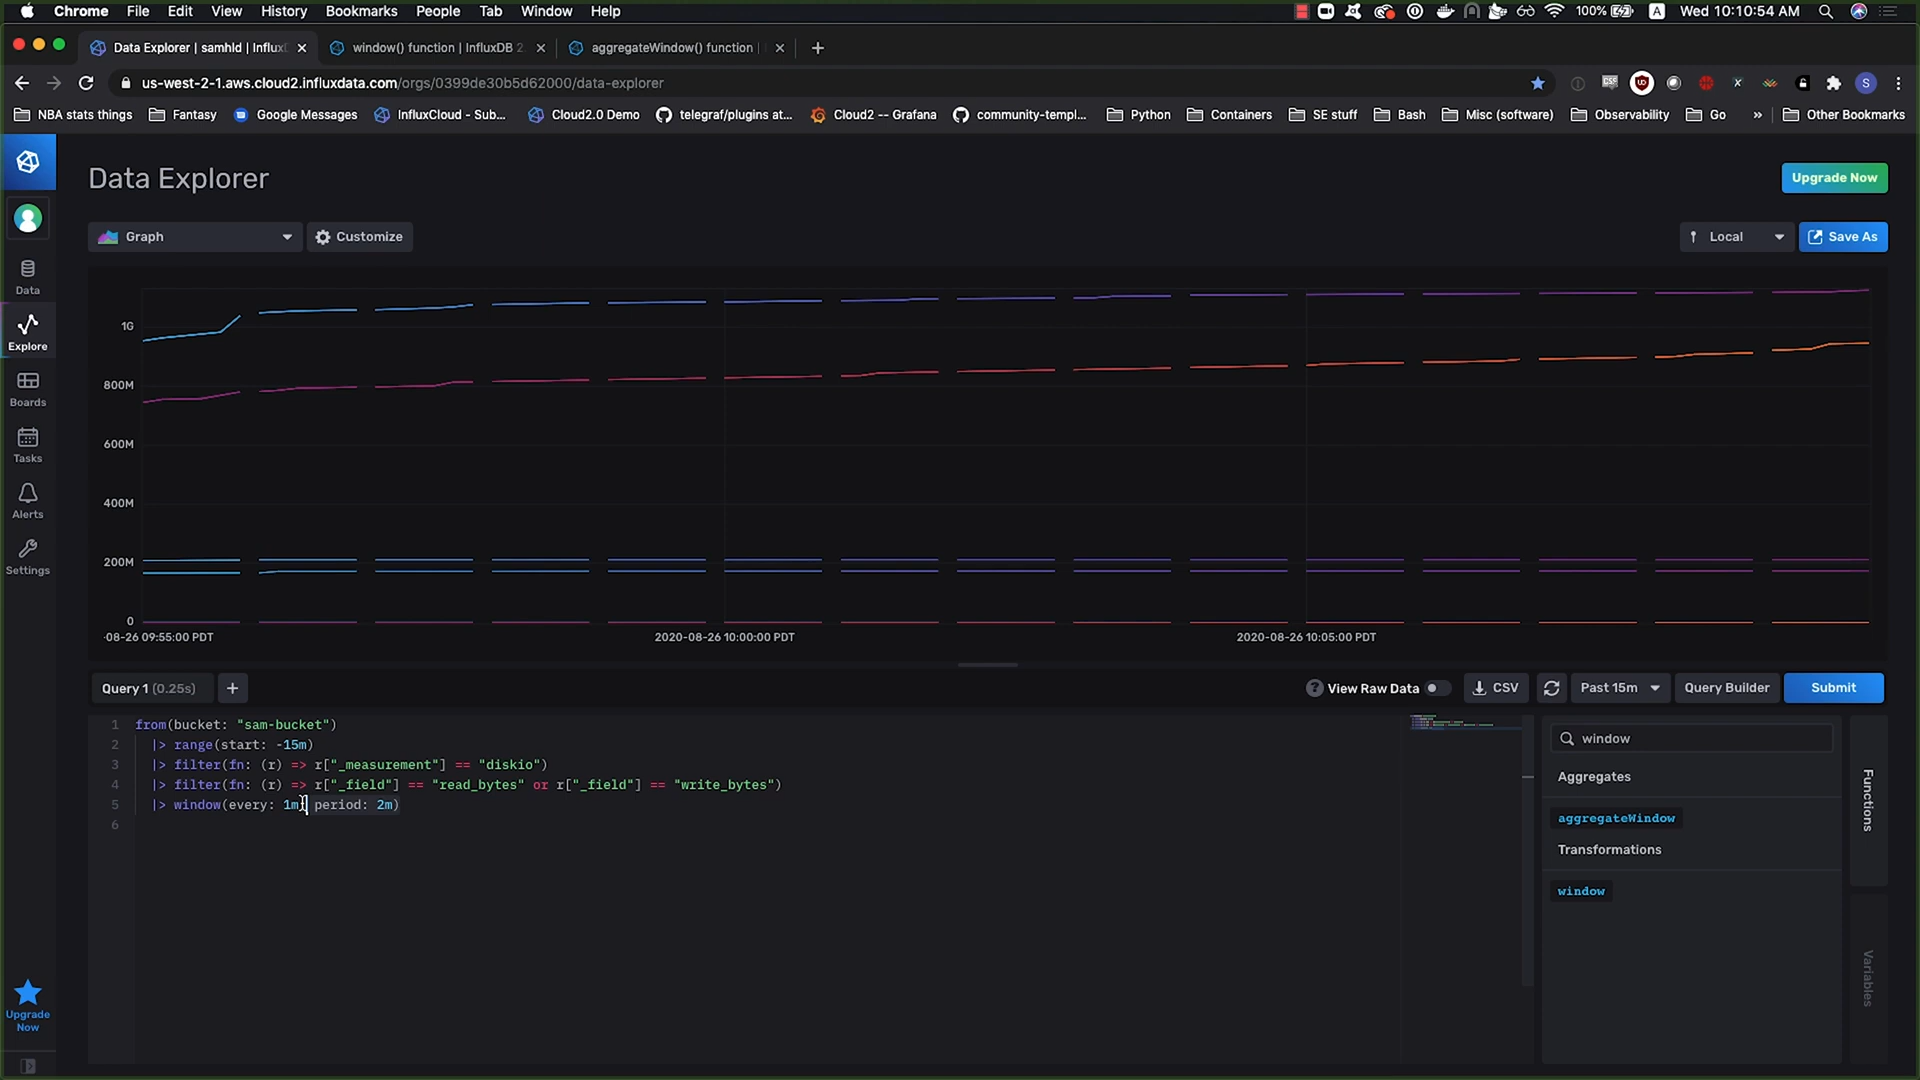 Chrome File Edit View History Bookmarks People Tab Window Help 100% A Wed 10:10:54 AM
Data Explorer | samhld | InfluxD
window() function | InfluxDB 2.
aggregateWindow() function |
us-west-2-1.aws.cloud2.influxdata.com/orgs/0399de30b5d62000/data-explorer
S
NBA stats things Fantasy Google Messages InfluxCloud - Sub... Cloud2.0 Demo telegraf/plugins at... Cloud2 -- Grafana community-templ... Python Containers SE stuff Bash Misc (software) Observability Go » Other Bookmarks
Data Explorer
Upgrade Now
Graph
Customize
Local
Save As
Data
Explore
Boards
Tasks
Alerts
Settings
Upgrade
Now
1G
800M
600M
400M
200M
0
-08-26 09:55:00 PDT
2020-08-26 10:00:00 PDT
2020-08-26 10:05:00 PDT
Query 1 (0.25s)
+
? View Raw Data
CSV
Past 15m
Query Builder
Submit
1 from(bucket: "sam-bucket")
2 |> range(start: -15m)
3 |> filter(fn: (r) => r["_measurement"] == "diskio")
4 |> filter(fn: (r) => r["_field"] == "read_bytes" or r["_field"] == "write_bytes")
5 |> window(every: 1m, period: 2m)
6
window
Aggregates
aggregateWindow
Transformations
window
Functions
Variables